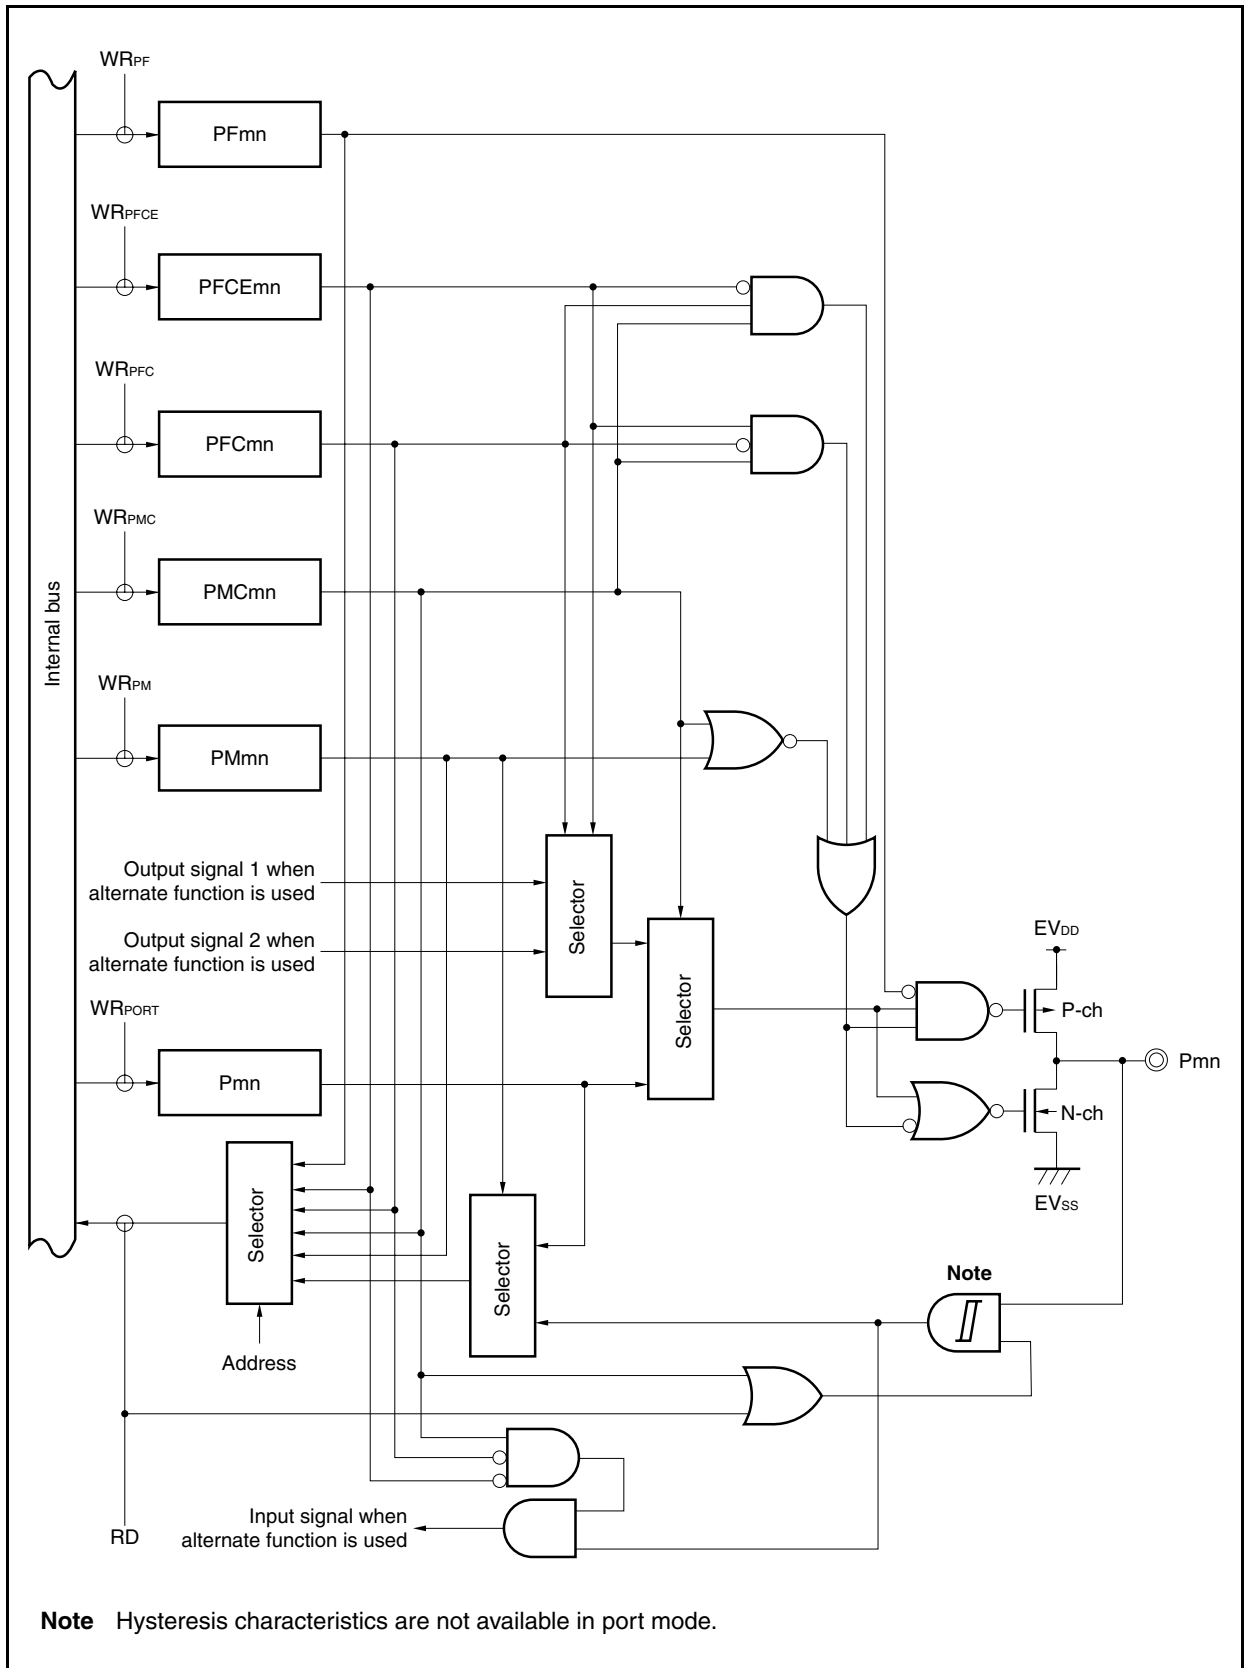 WRPF
PFmn
WRPFCE
PFCEmn
WRPFC
PFCmn
WRPMC
PMCmn
Internal bus
WRPM
PMmn
Output signal 1 when
alternate function is used
Output signal 2 when
alternate function is used
Selector
Selector
EVDD
P-ch
WRPORT
Pmn
Pmn
N-ch
EVSS
Selector
Selector
Note
Address
Input signal when
alternate function is used
RD
Note Hysteresis characteristics are not available in port mode.